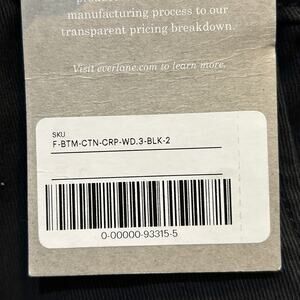 manufacturing process to our
transparent pricing breakdown.
Visit everlane.com to learn more.
SKU
F-BTM-CTN-CRP-WD.3-BLK-2
0-00000-93315-5